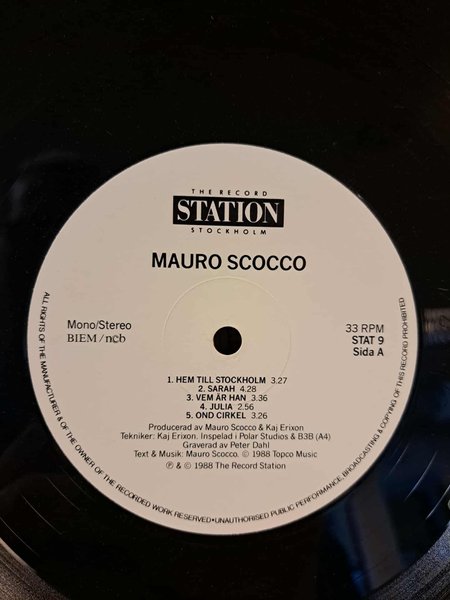 THE RECORD
STATION
STOCKHOLM
MAURO SCOCCO
Mono/Stereo
BIEM/ncb
33 RPM
STAT 9
Sida A
1. HEM TILL STOCKHOLM 3.27
2. SARAH 4.28
3. VEM ÄR HAN 3.36
4. JULIA 2.56
5. OND CIRKEL 3.26
Producerad av Mauro Scocco & Kaj Erixon
Tekniker: Kaj Erixon. Inspelad i Polar Studios & B3B (A4)
Graverad av Peter Dahl
Text & Musik: Mauro Scocco. © 1988 Topco Music
℗ & © 1988 The Record Station
ALL RIGHTS OF THE MANUFACTURER & OF THE OWNER OF THE RECORDED WORK RESERVED•UNAUTHORISED PUBLIC PERFORMANCE, BROADCASTING & COPYING OF THIS RECORD PROHIBITED